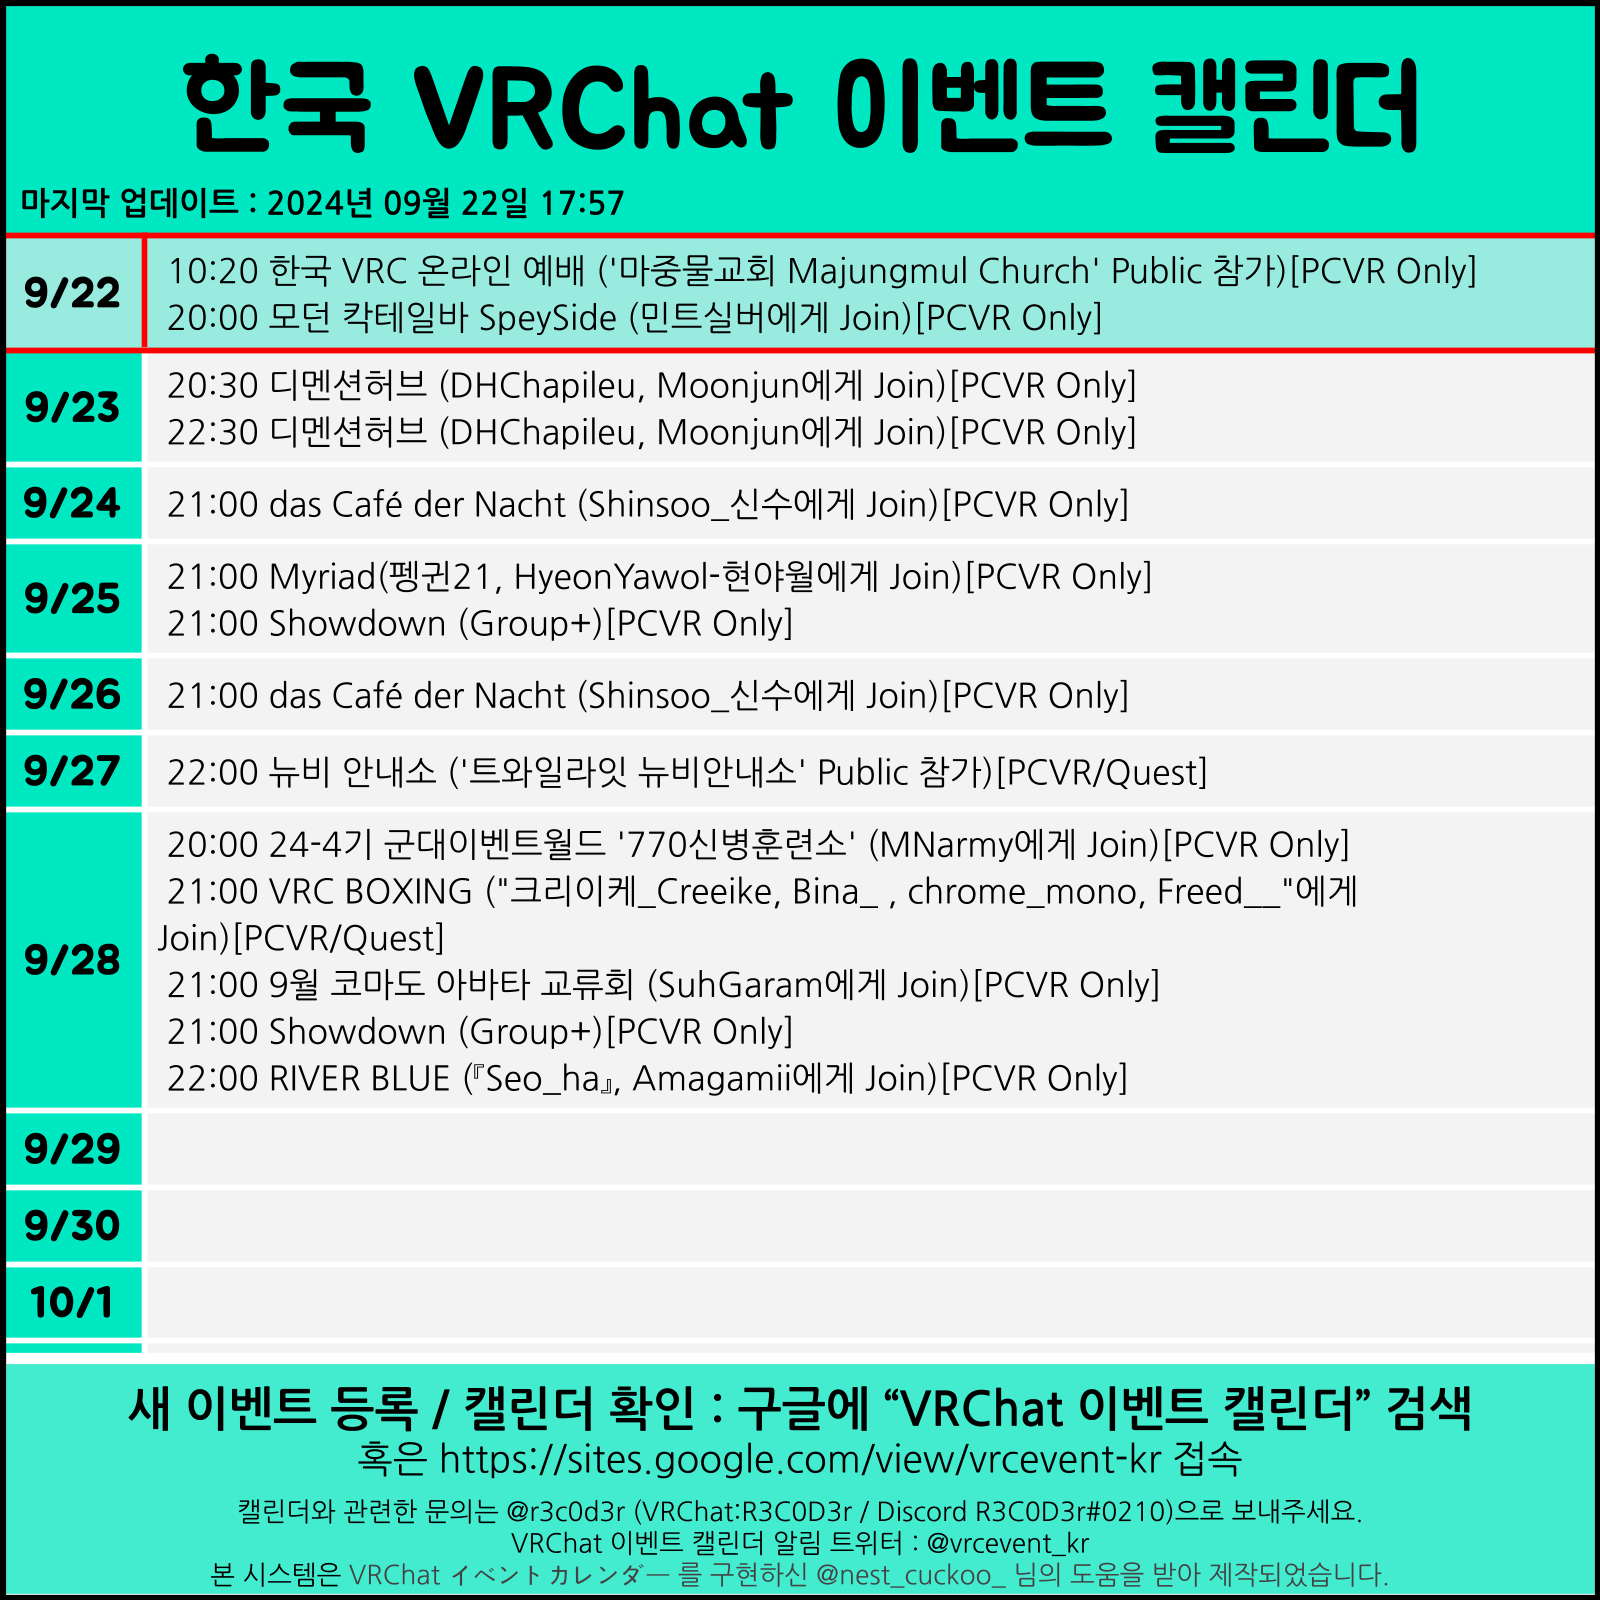 한국 VRChat 이벤트 캘린더
마지막 업데이트 : 2024년 09월 22일 17:57
9/22
10:20 한국 VRC 온라인 예배 ('마중물교회 Majungmul Church' Public 참가)[PCVR Only]
20:00 모던 칵테일바 SpeySide (민트실버에게 Join)[PCVR Only]
9/23
20:30 디멘션허브 (DHChapileu, Moonjun에게 Join)[PCVR Only]
22:30 디멘션허브 (DHChapileu, Moonjun에게 Join)[PCVR Only]
9/24
21:00 das Café der Nacht (Shinsoo_신수에게 Join)[PCVR Only]
9/25
21:00 Myriad(펭귄21, HyeonYawol-현야월에게 Join)[PCVR Only]
21:00 Showdown (Group+)[PCVR Only]
9/26
21:00 das Café der Nacht (Shinsoo_신수에게 Join)[PCVR Only]
9/27
22:00 뉴비 안내소 ('트와일라잇 뉴비안내소' Public 참가)[PCVR/Quest]
9/28
20:00 24-4기 군대이벤트월드 '770신병훈련소' (MNarmy에게 Join)[PCVR Only]
21:00 VRC BOXING ("크리이케_Creeike, Bina_ , chrome_mono, Freed__"에게
Join)[PCVR/Quest]
21:00 9월 코마도 아바타 교류회 (SuhGaram에게 Join)[PCVR Only]
21:00 Showdown (Group+)[PCVR Only]
22:00 RIVER BLUE (『Seo_ha』, Amagamii에게 Join)[PCVR Only]
9/29
9/30
10/1
새 이벤트 등록 / 캘린더 확인 : 구글에 “VRChat 이벤트 캘린더” 검색
혹은 https://sites.google.com/view/vrcevent-kr 접속
캘린더와 관련한 문의는 @r3c0d3r (VRChat:R3C0D3r / Discord R3C0D3r#0210)으로 보내주세요.
VRChat 이벤트 캘린더 알림 트위터 : @vrcevent_kr
본 시스템은 VRChat イベントカレンダー 를 구현하신 @nest_cuckoo_ 님의 도움을 받아 제작되었습니다.